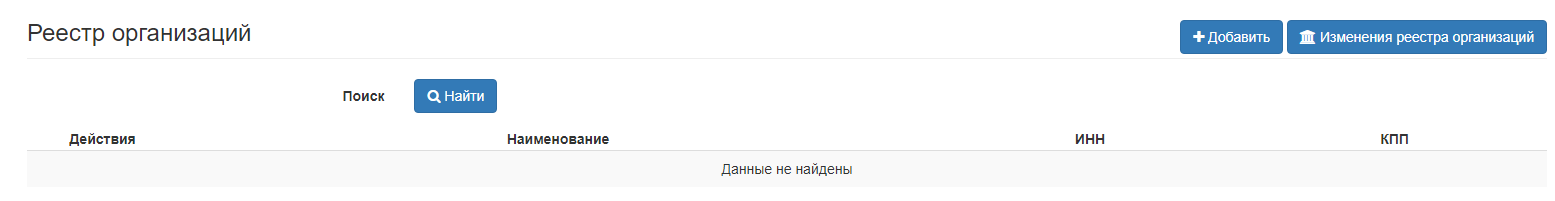 Реестр организаций
Добавить
Изменения реестра организаций
Поиск
Найти
Действия Наименование ИНН КПП
Данные не найдены